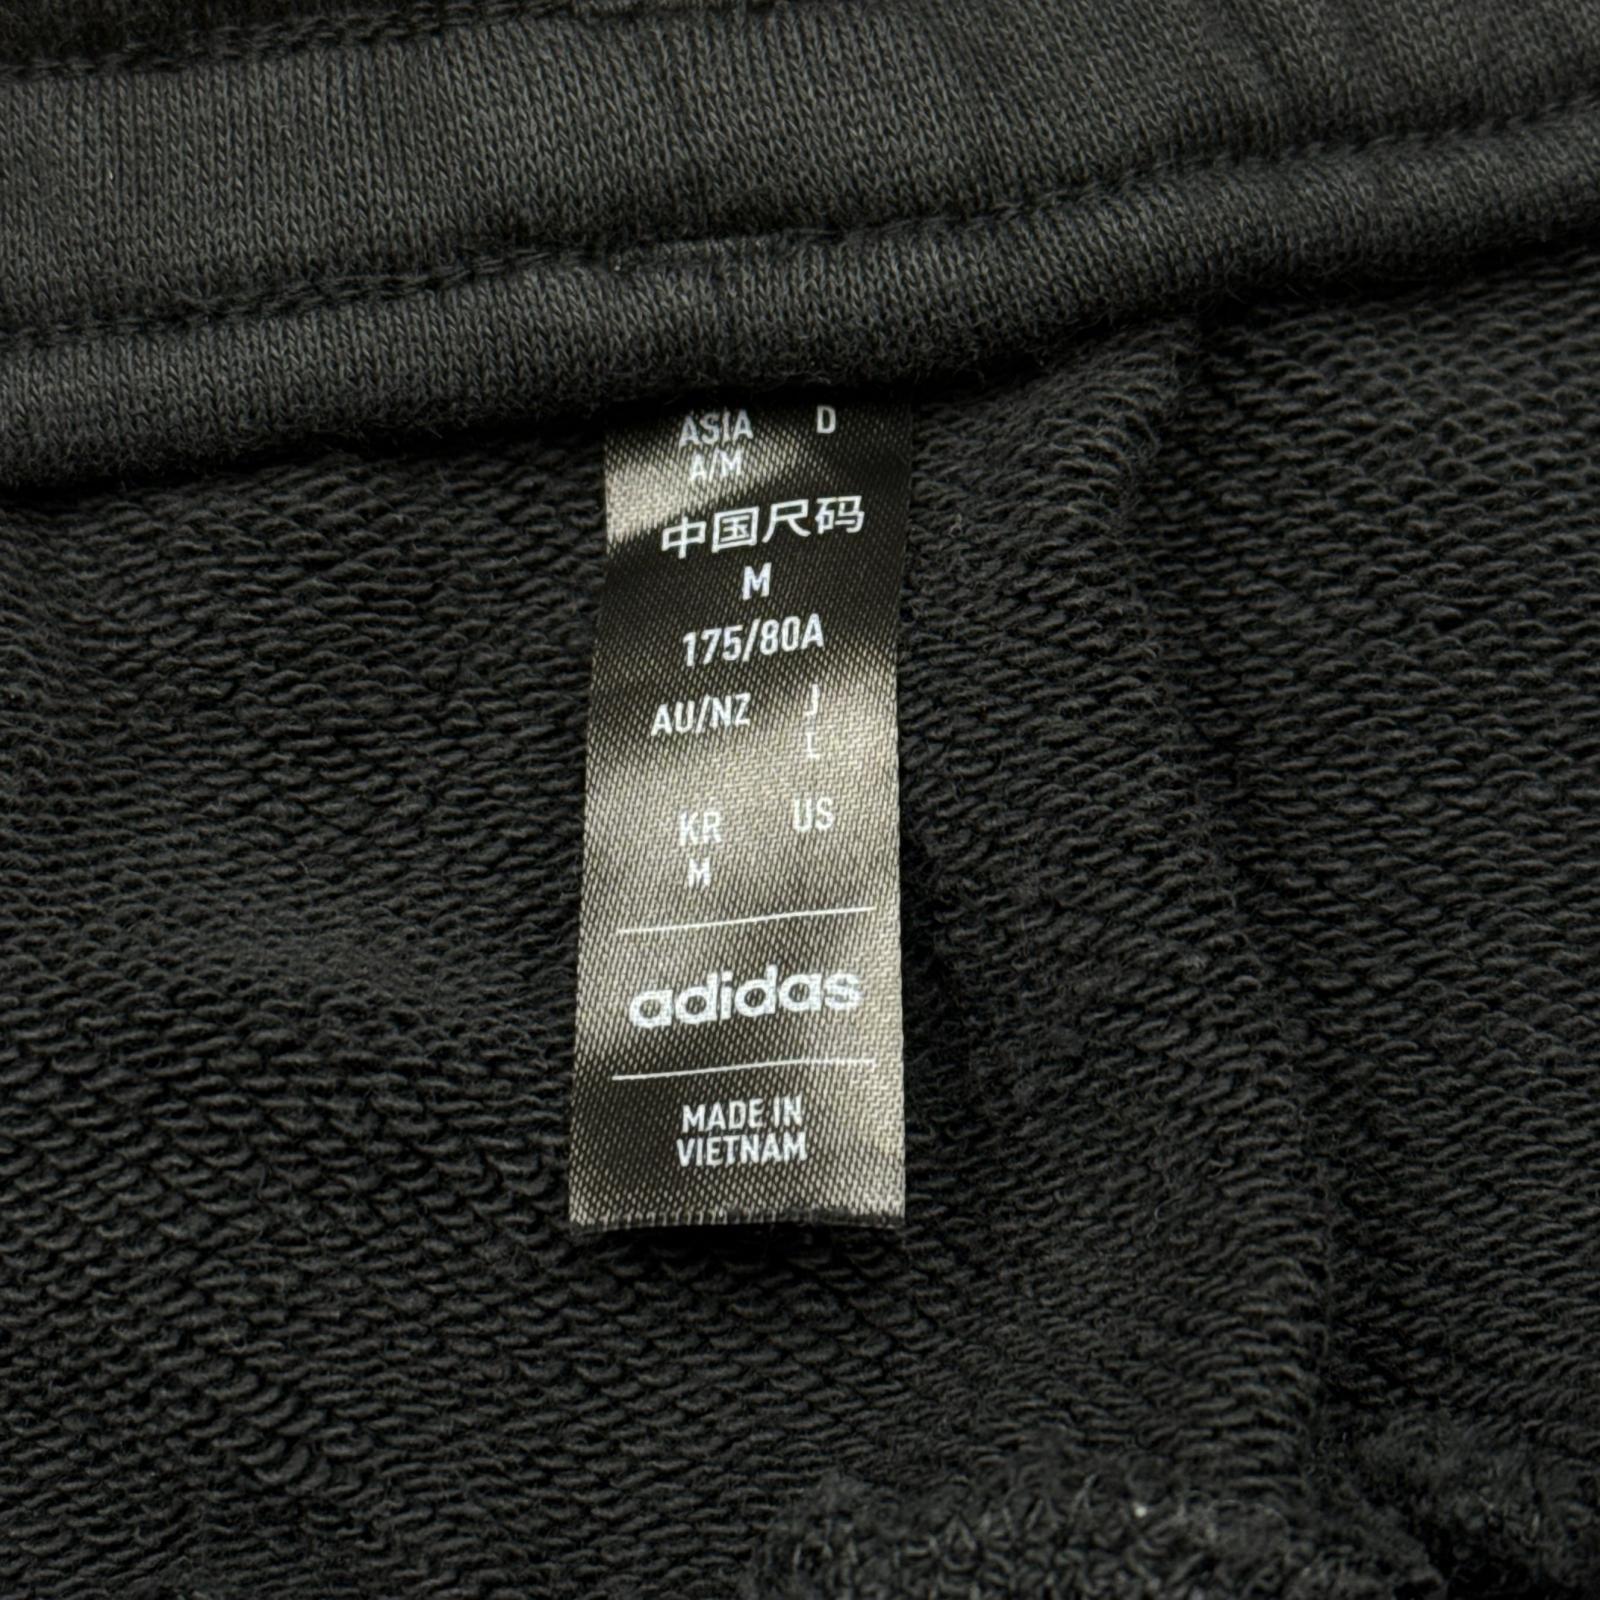 ASIA D
A/M
中国尺码
M
175/80A
AU/NZ J
L
KR US
M
adidas
MADE IN
VIETNAM